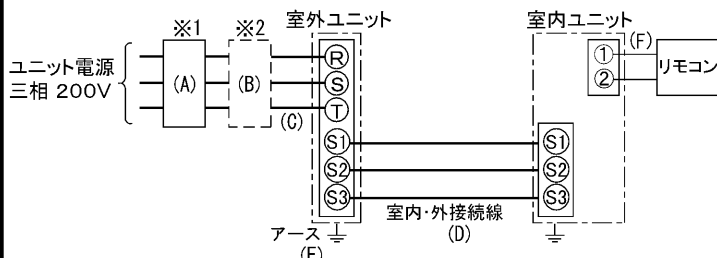 室外ユニット
室内ユニット
※1
※2
ユニット電源
三相 200V
(A)
(B)
(C)
R
S
T
S1
S2
S3
S1
S2
S3
①
②
(F)
リモコン
室内・外接続線
(D)
アース
(E)